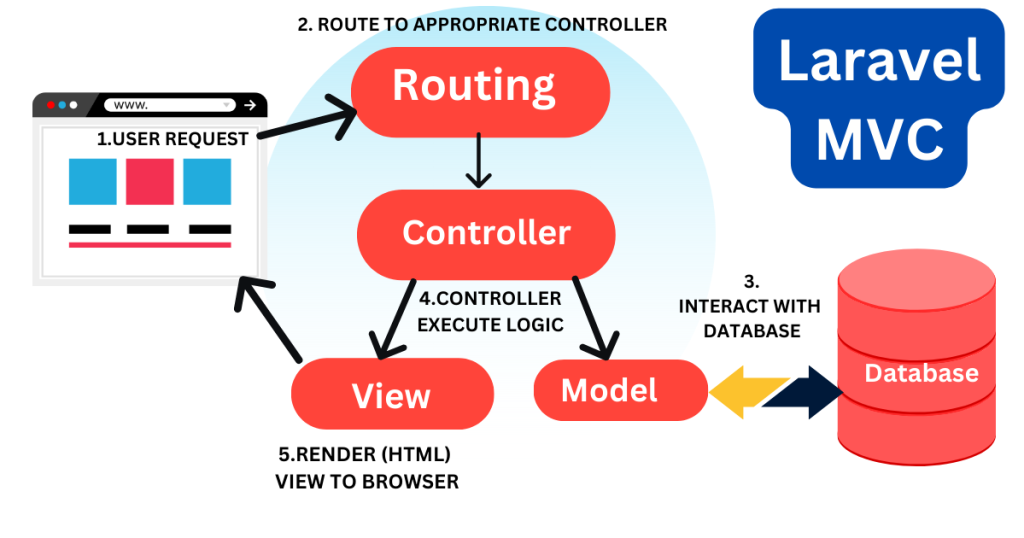 2. ROUTE TO APPROPRIATE CONTROLLER
Laravel
MVC
Routing
www.
1.USER REQUEST
Controller
4.CONTROLLER
EXECUTE LOGIC
3.
INTERACT WITH
DATABASE
Database
View
Model
5.RENDER (HTML)
VIEW TO BROWSER